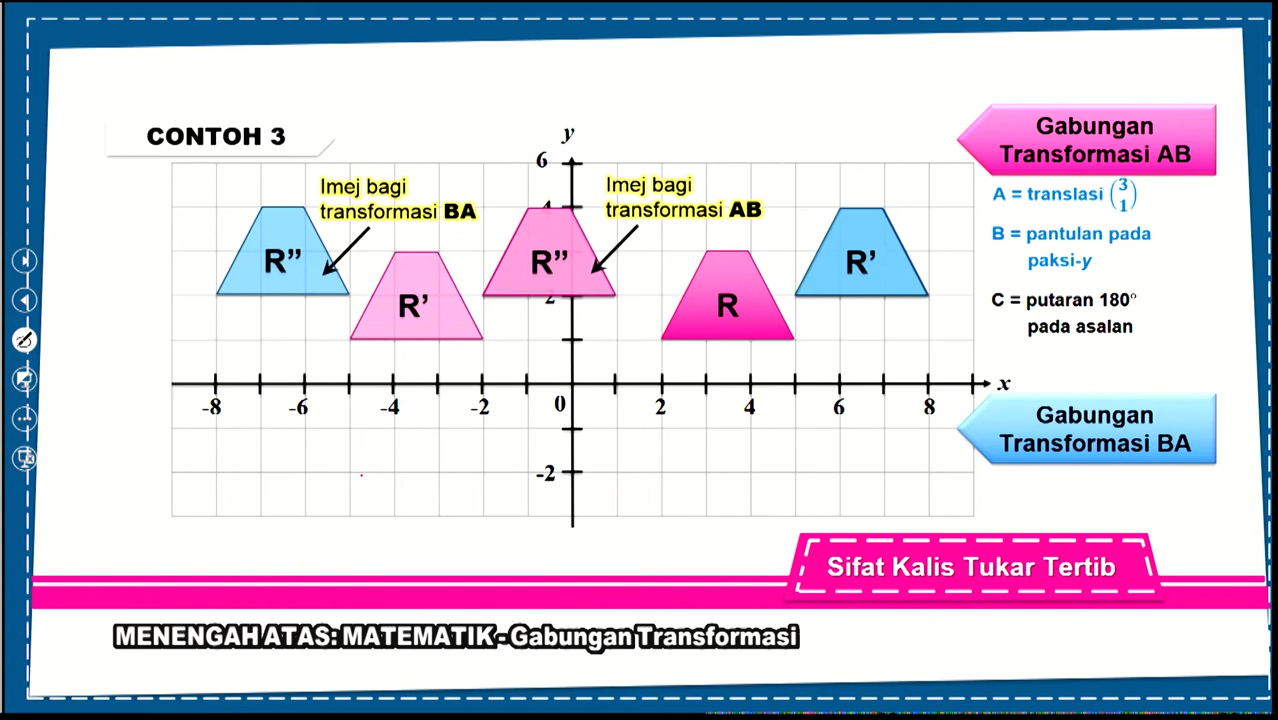 CONTOH 3
y
6
4
2
0
-2
x
-8
-6
-4
-2
2
4
6
8
Imej bagi
transformasi BA
Imej bagi
transformasi AB
R”
R’
R”
R
R’
Gabungan
Transformasi AB
A = translasi (3
1)
B = pantulan pada
paksi-y
C = putaran 180°
pada asalan
Gabungan
Transformasi BA
Sifat Kalis Tukar Tertib
MENENGAH ATAS: MATEMATIK - Gabungan Transformasi